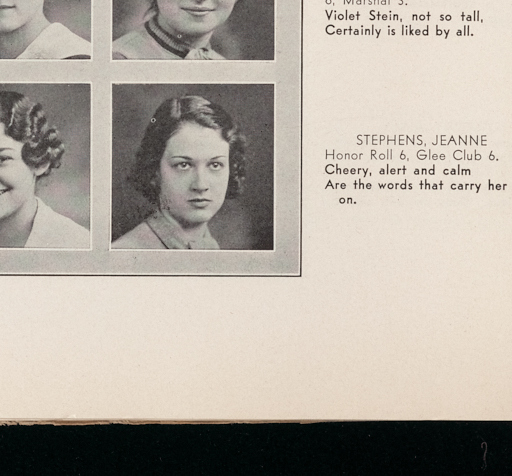 6, Marshal 3.
Violet Stein, not so tall,
Certainly is liked by all.
STEPHENS, JEANNE
Honor Roll 6, Glee Club 6.
Cheery, alert and calm
Are the words that carry her
on.